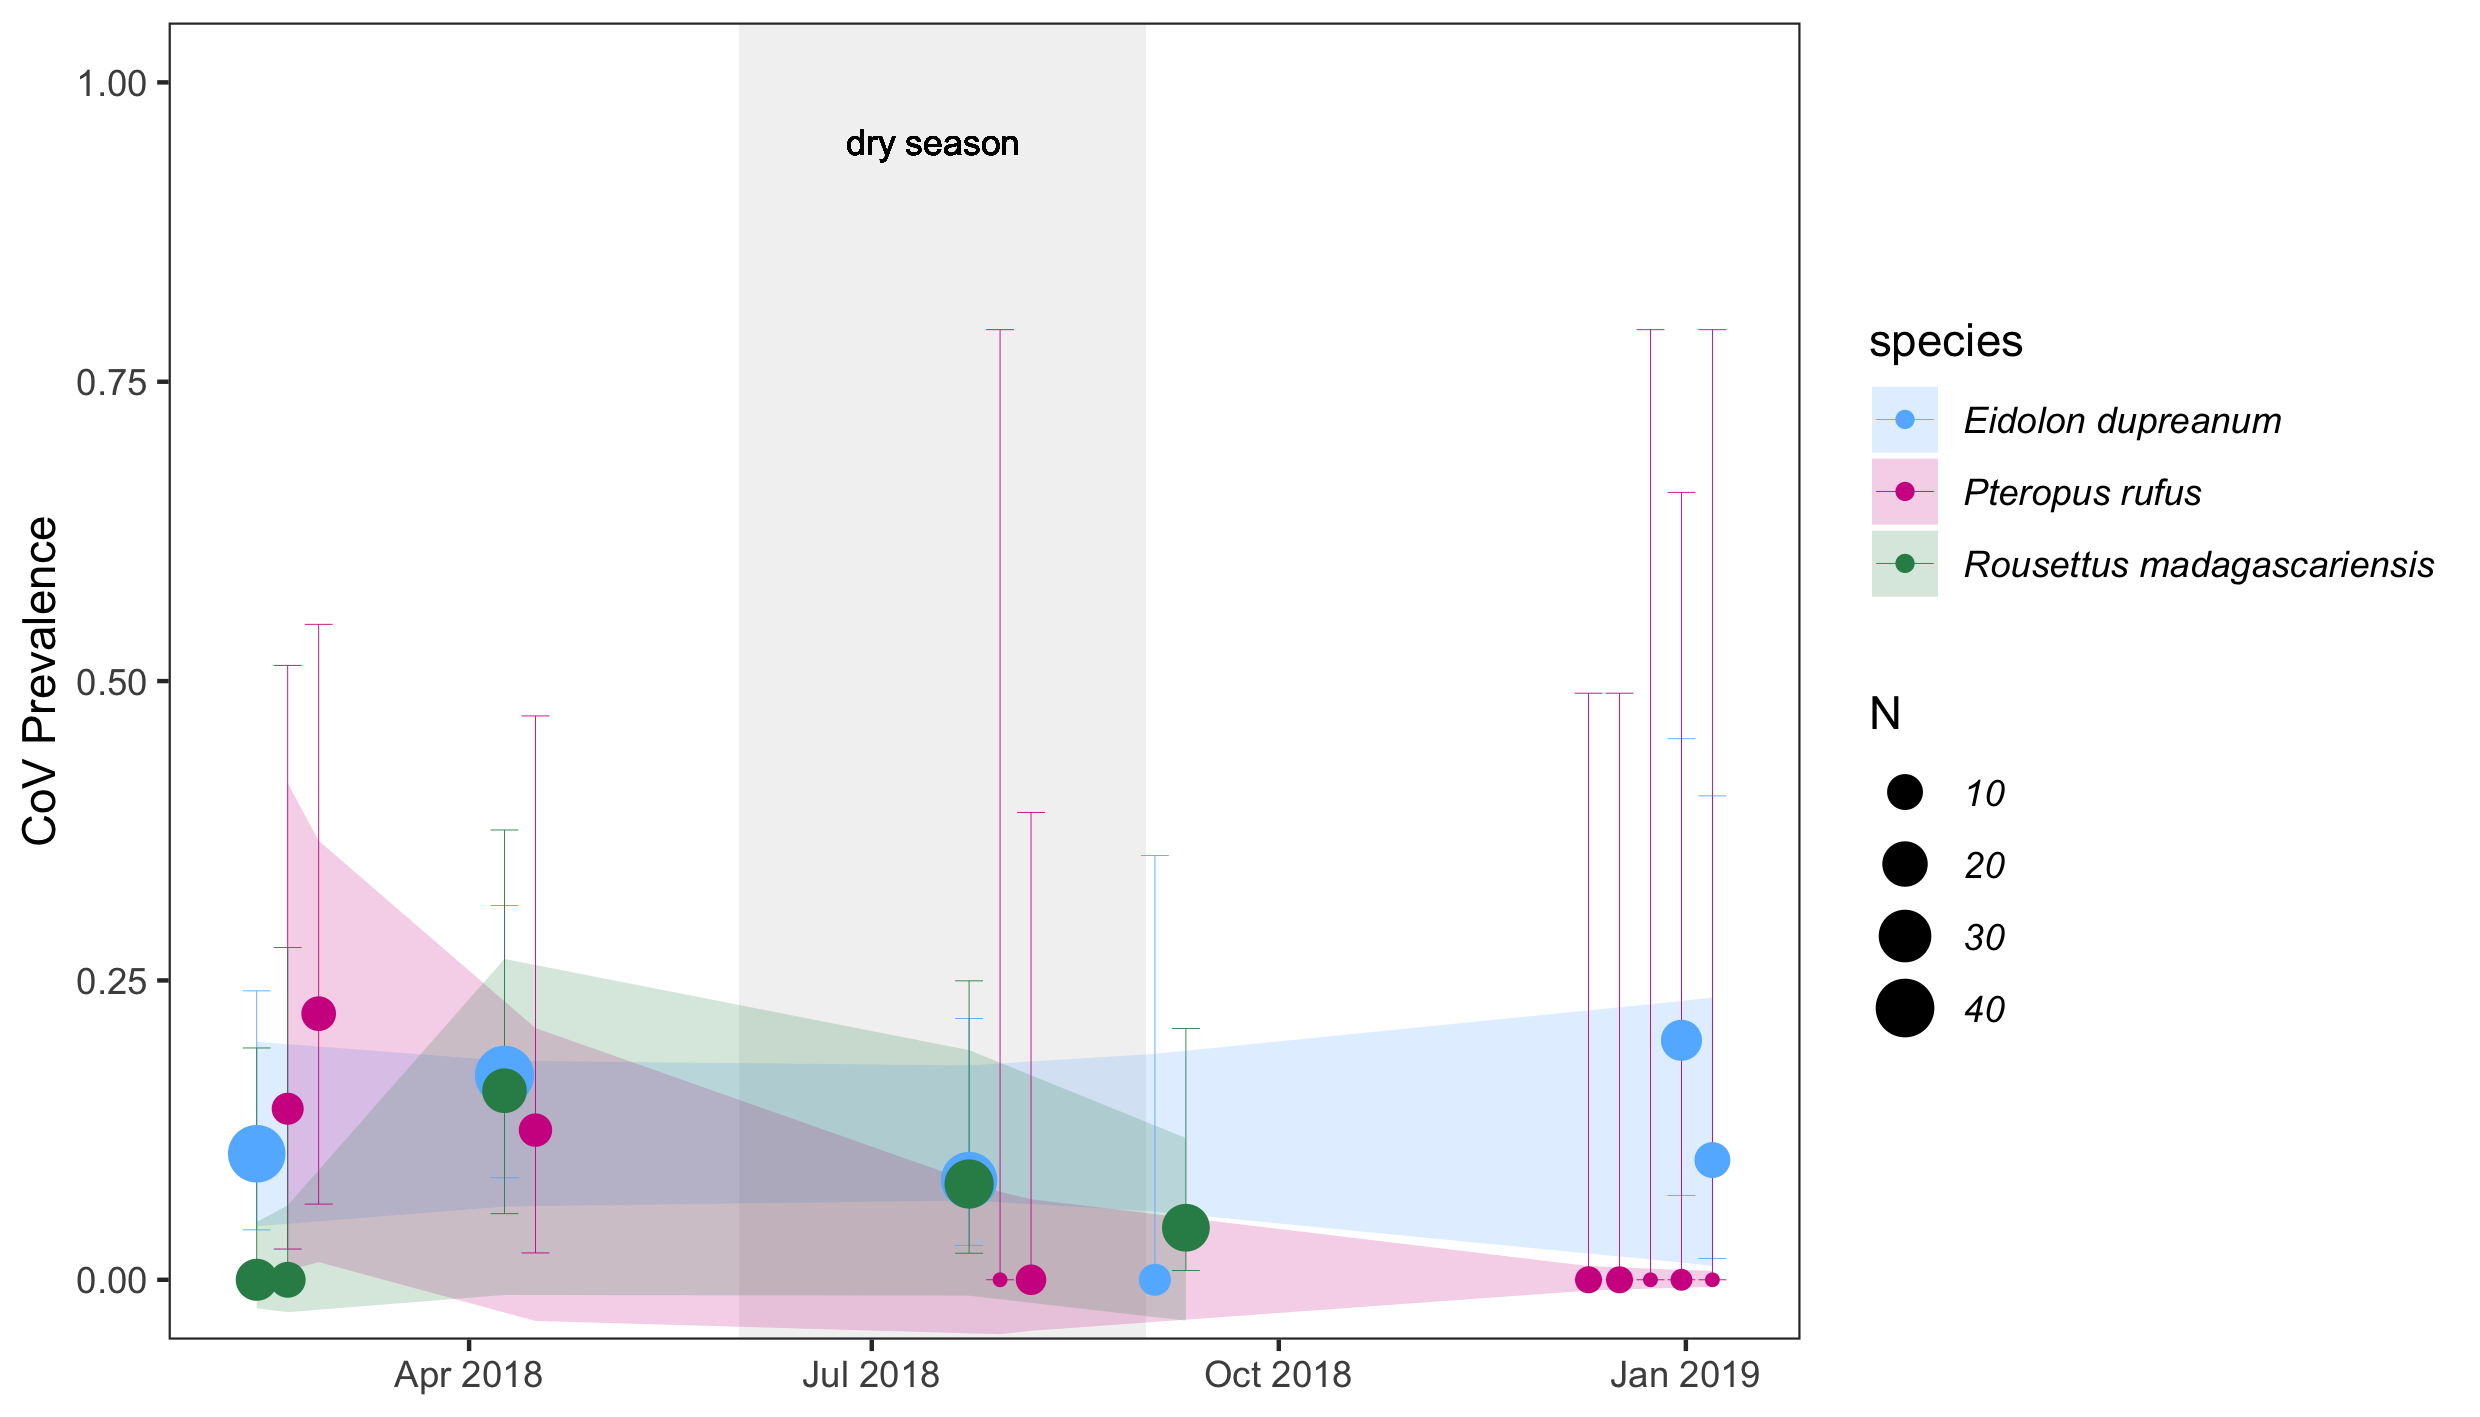 CoV Prevalence
1.00
0.75
0.50
0.25
0.00
dry season
Apr 2018
Jul 2018
Oct 2018
Jan 2019
species
Eidolon dupreanum
Pteropus rufus
Rousettus madagascariensis
N
10
20
30
40